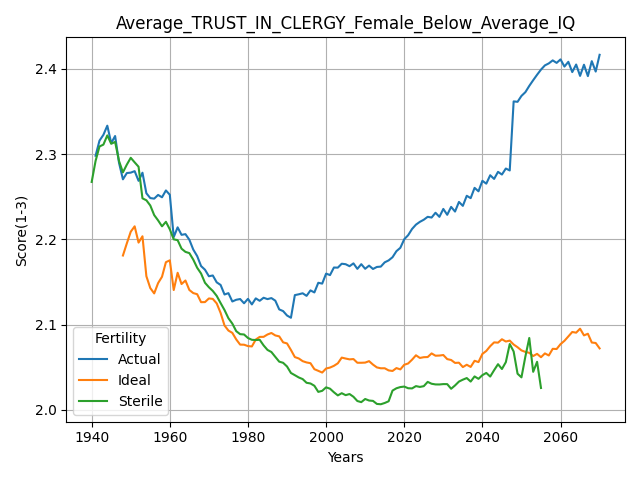 Average_TRUST_IN_CLERGY_Female_Below_Average_IQ
Score(1-3)
2.4
2.3
2.2
2.1
2.0
Fertility
Actual
Ideal
Sterile
1940 1960 1980 2000 2020 2040 2060
Years